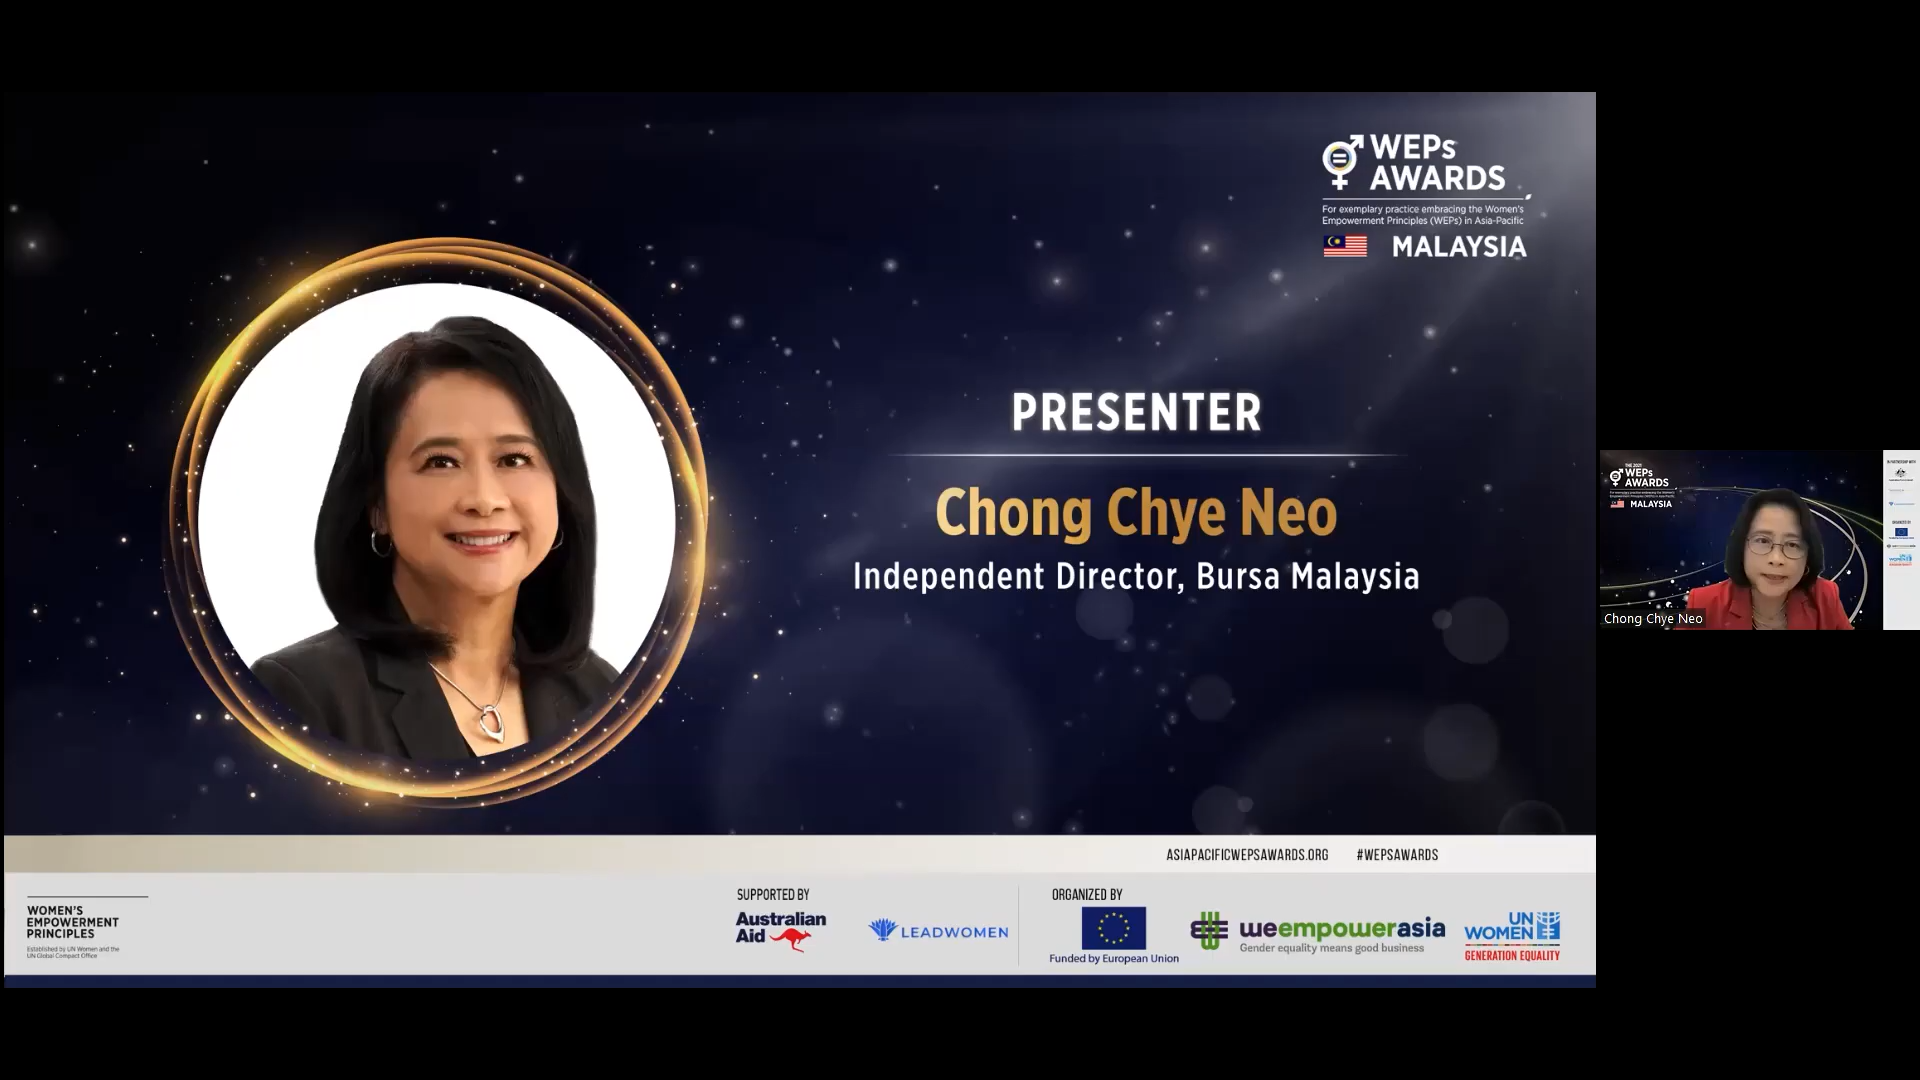 WEPs
AWARDS
For exemplary practice embracing the Women's
Empowerment Principles (WEPs) in Asia-Pacific
MALAYSIA
PRESENTER
Chong Chye Neo
Independent Director, Bursa Malaysia
THE 2021
WEPs
AWARDS
MALAYSIA
Chong Chye Neo
ASIAPACIFICWEPSAWARDS.ORG #WEPSAWARDS
WOMEN'S
EMPOWERMENT
PRINCIPLES
Established by UN Women and the
UN Global Compact Office
SUPPORTED BY
Australian
Aid
LEADWOMEN
ORGANIZED BY
Funded by European Union
weempowerasia
Gender equality means good business
UN
WOMEN
GENERATION EQUALITY